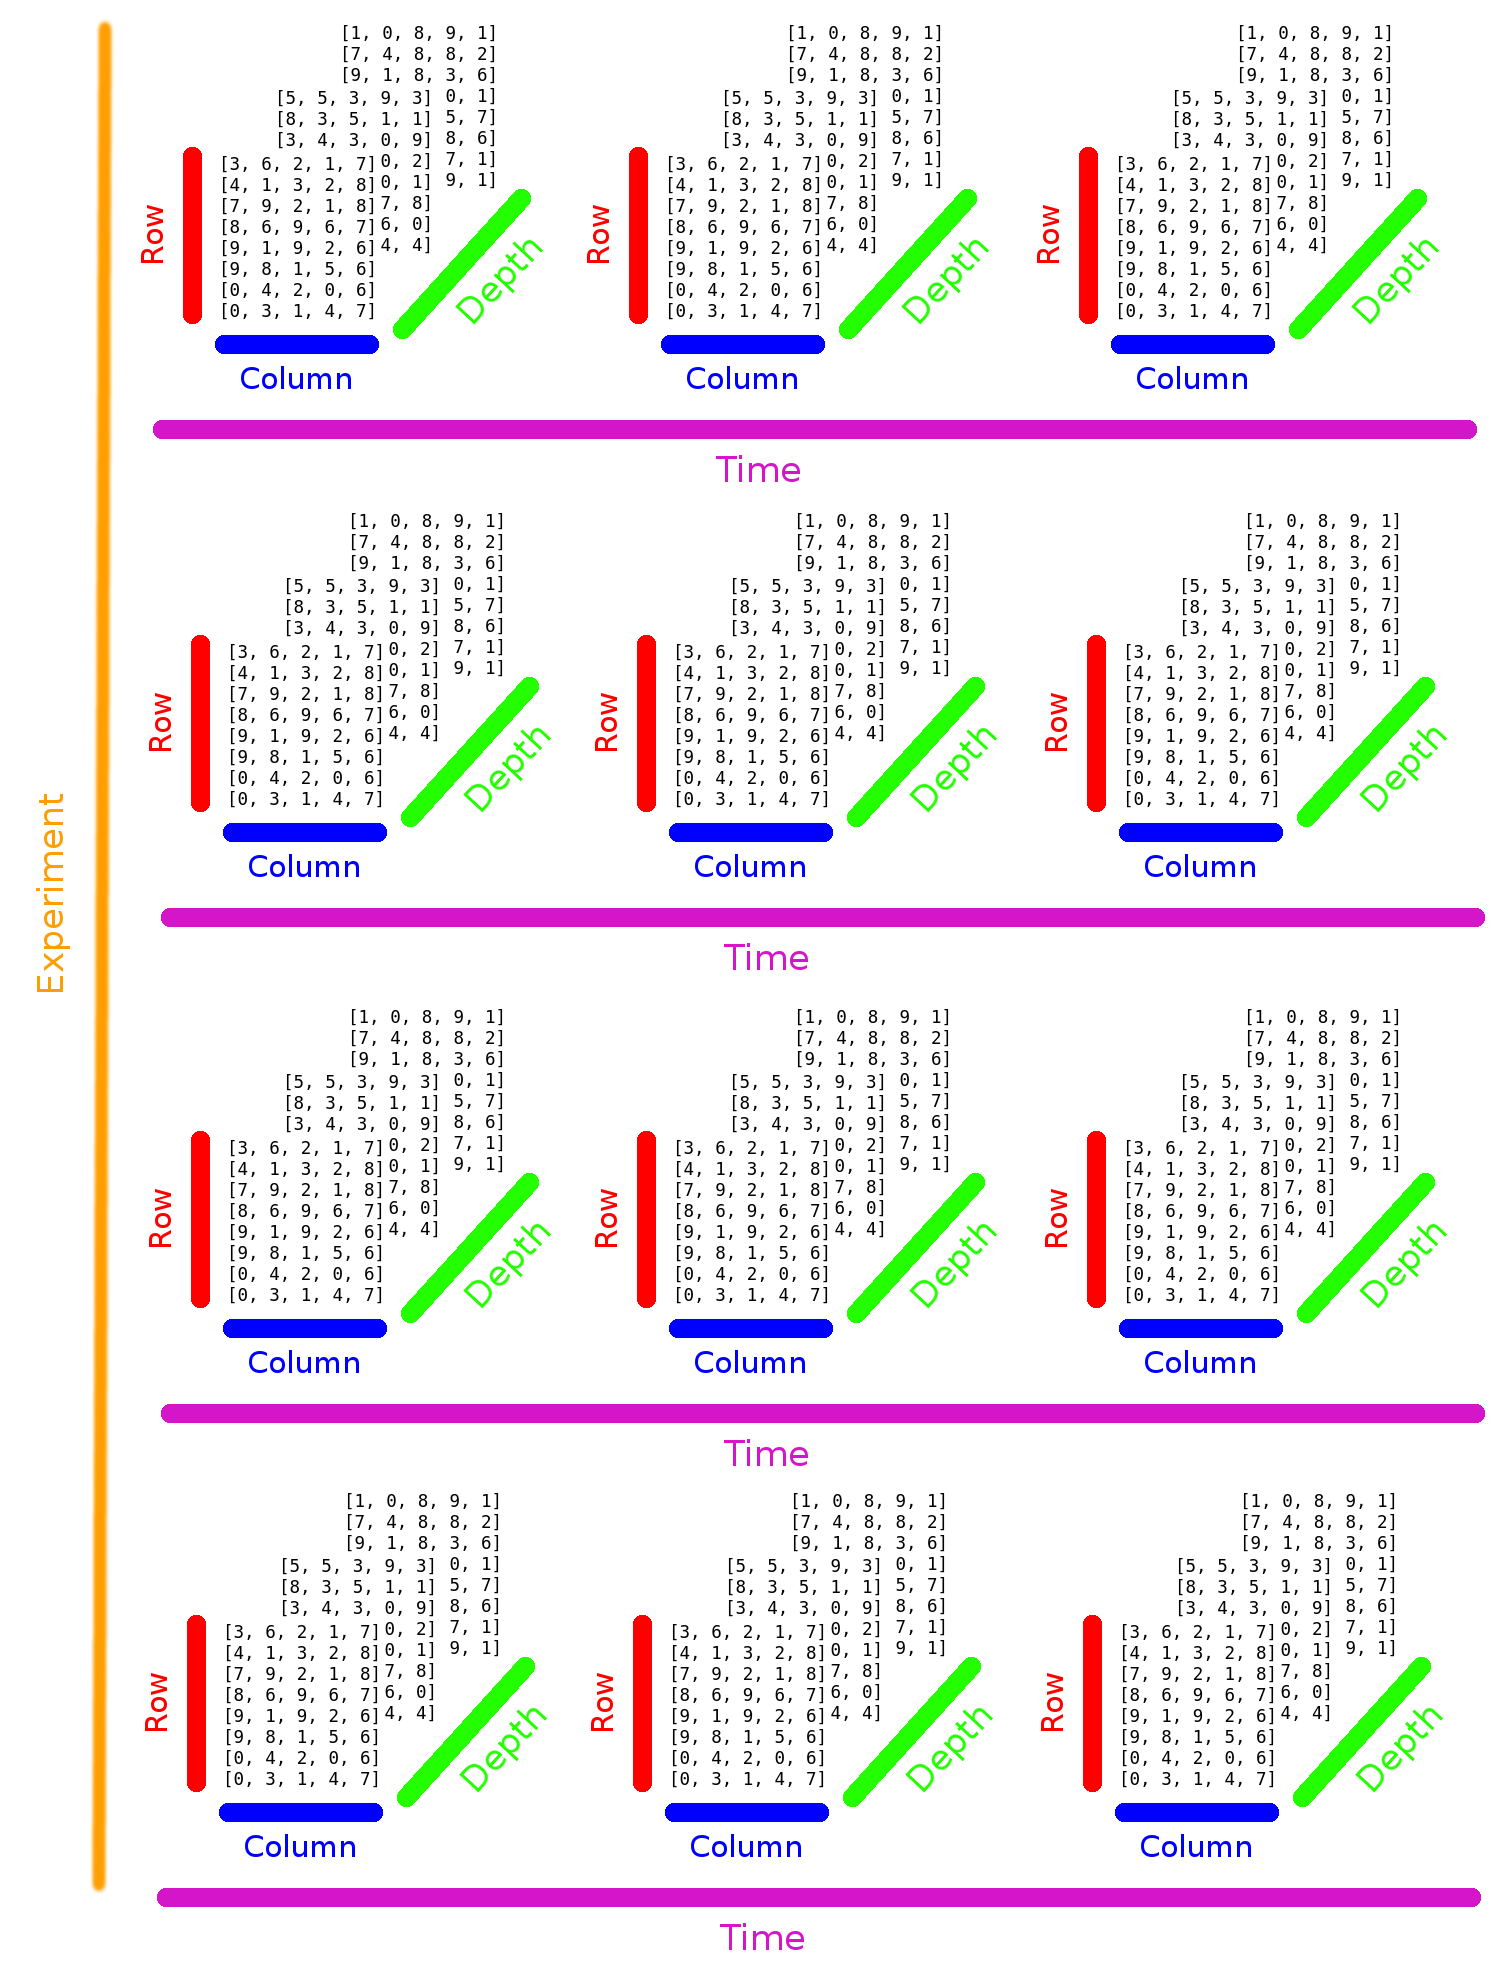 Experiment
[1, 0, 8, 9, 1]
[7, 4, 8, 8, 2]
[9, 1, 8, 3, 6]
[5, 5, 3, 9, 3] 0, 1]
[8, 3, 5, 1, 1] 5, 7]
[3, 4, 3, 0, 9] 8, 6]
[3, 6, 2, 1, 7] 0, 2] 7, 1]
[4, 1, 3, 2, 8] 0, 1] 9, 1]
[7, 9, 2, 1, 8] 7, 8]
[8, 6, 9, 6, 7] 6, 0]
[9, 1, 9, 2, 6] 4, 4]
[9, 8, 1, 5, 6]
[0, 4, 2, 0, 6]
[0, 3, 1, 4, 7]
Row
Depth
Column
[1, 0, 8, 9, 1]
[7, 4, 8, 8, 2]
[9, 1, 8, 3, 6]
[5, 5, 3, 9, 3] 0, 1]
[8, 3, 5, 1, 1] 5, 7]
[3, 4, 3, 0, 9] 8, 6]
[3, 6, 2, 1, 7] 0, 2] 7, 1]
[4, 1, 3, 2, 8] 0, 1] 9, 1]
[7, 9, 2, 1, 8] 7, 8]
[8, 6, 9, 6, 7] 6, 0]
[9, 1, 9, 2, 6] 4, 4]
[9, 8, 1, 5, 6]
[0, 4, 2, 0, 6]
[0, 3, 1, 4, 7]
Row
Depth
Column
[1, 0, 8, 9, 1]
[7, 4, 8, 8, 2]
[9, 1, 8, 3, 6]
[5, 5, 3, 9, 3] 0, 1]
[8, 3, 5, 1, 1] 5, 7]
[3, 4, 3, 0, 9] 8, 6]
[3, 6, 2, 1, 7] 0, 2] 7, 1]
[4, 1, 3, 2, 8] 0, 1] 9, 1]
[7, 9, 2, 1, 8] 7, 8]
[8, 6, 9, 6, 7] 6, 0]
[9, 1, 9, 2, 6] 4, 4]
[9, 8, 1, 5, 6]
[0, 4, 2, 0, 6]
[0, 3, 1, 4, 7]
Row
Depth
Column
Time
[1, 0, 8, 9, 1]
[7, 4, 8, 8, 2]
[9, 1, 8, 3, 6]
[5, 5, 3, 9, 3] 0, 1]
[8, 3, 5, 1, 1] 5, 7]
[3, 4, 3, 0, 9] 8, 6]
[3, 6, 2, 1, 7] 0, 2] 7, 1]
[4, 1, 3, 2, 8] 0, 1] 9, 1]
[7, 9, 2, 1, 8] 7, 8]
[8, 6, 9, 6, 7] 6, 0]
[9, 1, 9, 2, 6] 4, 4]
[9, 8, 1, 5, 6]
[0, 4, 2, 0, 6]
[0, 3, 1, 4, 7]
Row
Depth
Column
[1, 0, 8, 9, 1]
[7, 4, 8, 8, 2]
[9, 1, 8, 3, 6]
[5, 5, 3, 9, 3] 0, 1]
[8, 3, 5, 1, 1] 5, 7]
[3, 4, 3, 0, 9] 8, 6]
[3, 6, 2, 1, 7] 0, 2] 7, 1]
[4, 1, 3, 2, 8] 0, 1] 9, 1]
[7, 9, 2, 1, 8] 7, 8]
[8, 6, 9, 6, 7] 6, 0]
[9, 1, 9, 2, 6] 4, 4]
[9, 8, 1, 5, 6]
[0, 4, 2, 0, 6]
[0, 3, 1, 4, 7]
Row
Depth
Column
[1, 0, 8, 9, 1]
[7, 4, 8, 8, 2]
[9, 1, 8, 3, 6]
[5, 5, 3, 9, 3] 0, 1]
[8, 3, 5, 1, 1] 5, 7]
[3, 4, 3, 0, 9] 8, 6]
[3, 6, 2, 1, 7] 0, 2] 7, 1]
[4, 1, 3, 2, 8] 0, 1] 9, 1]
[7, 9, 2, 1, 8] 7, 8]
[8, 6, 9, 6, 7] 6, 0]
[9, 1, 9, 2, 6] 4, 4]
[9, 8, 1, 5, 6]
[0, 4, 2, 0, 6]
[0, 3, 1, 4, 7]
Row
Depth
Column
Time
[1, 0, 8, 9, 1]
[7, 4, 8, 8, 2]
[9, 1, 8, 3, 6]
[5, 5, 3, 9, 3] 0, 1]
[8, 3, 5, 1, 1] 5, 7]
[3, 4, 3, 0, 9] 8, 6]
[3, 6, 2, 1, 7] 0, 2] 7, 1]
[4, 1, 3, 2, 8] 0, 1] 9, 1]
[7, 9, 2, 1, 8] 7, 8]
[8, 6, 9, 6, 7] 6, 0]
[9, 1, 9, 2, 6] 4, 4]
[9, 8, 1, 5, 6]
[0, 4, 2, 0, 6]
[0, 3, 1, 4, 7]
Row
Depth
Column
[1, 0, 8, 9, 1]
[7, 4, 8, 8, 2]
[9, 1, 8, 3, 6]
[5, 5, 3, 9, 3] 0, 1]
[8, 3, 5, 1, 1] 5, 7]
[3, 4, 3, 0, 9] 8, 6]
[3, 6, 2, 1, 7] 0, 2] 7, 1]
[4, 1, 3, 2, 8] 0, 1] 9, 1]
[7, 9, 2, 1, 8] 7, 8]
[8, 6, 9, 6, 7] 6, 0]
[9, 1, 9, 2, 6] 4, 4]
[9, 8, 1, 5, 6]
[0, 4, 2, 0, 6]
[0, 3, 1, 4, 7]
Row
Depth
Column
[1, 0, 8, 9, 1]
[7, 4, 8, 8, 2]
[9, 1, 8, 3, 6]
[5, 5, 3, 9, 3] 0, 1]
[8, 3, 5, 1, 1] 5, 7]
[3, 4, 3, 0, 9] 8, 6]
[3, 6, 2, 1, 7] 0, 2] 7, 1]
[4, 1, 3, 2, 8] 0, 1] 9, 1]
[7, 9, 2, 1, 8] 7, 8]
[8, 6, 9, 6, 7] 6, 0]
[9, 1, 9, 2, 6] 4, 4]
[9, 8, 1, 5, 6]
[0, 4, 2, 0, 6]
[0, 3, 1, 4, 7]
Row
Depth
Column
Time
[1, 0, 8, 9, 1]
[7, 4, 8, 8, 2]
[9, 1, 8, 3, 6]
[5, 5, 3, 9, 3] 0, 1]
[8, 3, 5, 1, 1] 5, 7]
[3, 4, 3, 0, 9] 8, 6]
[3, 6, 2, 1, 7] 0, 2] 7, 1]
[4, 1, 3, 2, 8] 0, 1] 9, 1]
[7, 9, 2, 1, 8] 7, 8]
[8, 6, 9, 6, 7] 6, 0]
[9, 1, 9, 2, 6] 4, 4]
[9, 8, 1, 5, 6]
[0, 4, 2, 0, 6]
[0, 3, 1, 4, 7]
Row
Depth
Column
[1, 0, 8, 9, 1]
[7, 4, 8, 8, 2]
[9, 1, 8, 3, 6]
[5, 5, 3, 9, 3] 0, 1]
[8, 3, 5, 1, 1] 5, 7]
[3, 4, 3, 0, 9] 8, 6]
[3, 6, 2, 1, 7] 0, 2] 7, 1]
[4, 1, 3, 2, 8] 0, 1] 9, 1]
[7, 9, 2, 1, 8] 7, 8]
[8, 6, 9, 6, 7] 6, 0]
[9, 1, 9, 2, 6] 4, 4]
[9, 8, 1, 5, 6]
[0, 4, 2, 0, 6]
[0, 3, 1, 4, 7]
Row
Depth
Column
[1, 0, 8, 9, 1]
[7, 4, 8, 8, 2]
[9, 1, 8, 3, 6]
[5, 5, 3, 9, 3] 0, 1]
[8, 3, 5, 1, 1] 5, 7]
[3, 4, 3, 0, 9] 8, 6]
[3, 6, 2, 1, 7] 0, 2] 7, 1]
[4, 1, 3, 2, 8] 0, 1] 9, 1]
[7, 9, 2, 1, 8] 7, 8]
[8, 6, 9, 6, 7] 6, 0]
[9, 1, 9, 2, 6] 4, 4]
[9, 8, 1, 5, 6]
[0, 4, 2, 0, 6]
[0, 3, 1, 4, 7]
Row
Depth
Column
Time